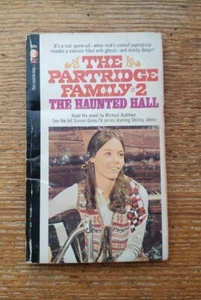 It's a real spook-out—when rock's coolest supergroup
invades a mansion filled with ghosts—and deadly danger!
THE
PARTRIDGE
FAMILY #2
THE HAUNTED HALL
Read the novel by Michael Avallone
See the hit Screen Gems TV series starring Shirley Jones